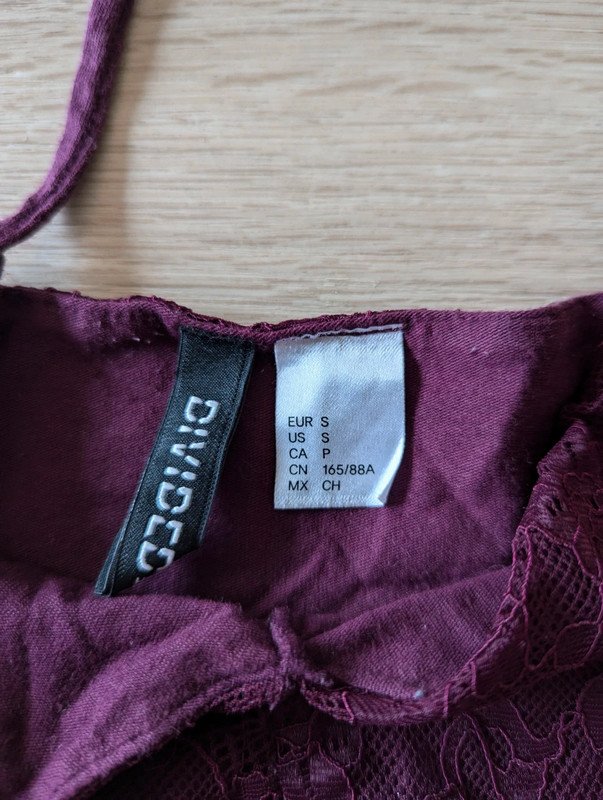 DIVIDED
EUR S
US S
CA P
CN 165/88A
MX CH